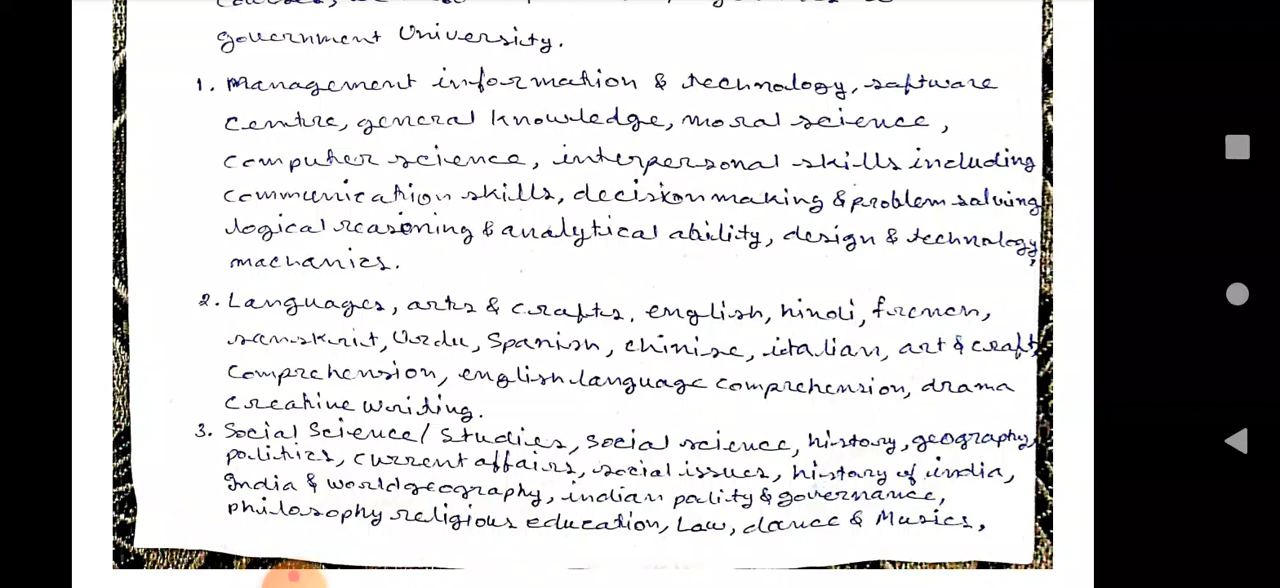 government University.
1. Management information & technology, saftware
centre, general knowledge, moral science,
computer science, interpersonal skills including
communication skills, decision making & problem salving
logical reasoning & analytical ability, design & technology,
machanics.
2. Languages, arts & crafts, english, hindi, french,
sanskrit, Urdu, Spanish, chinise, italian, art & craft,
comprehension, english language comprehension, drama
creative writing.
3. Social Science/ studies, social science, history, geography,
politics, current affairs, social issues, history of india,
India & world geography, indian polity & governance,
philosophy religious education, Law, dance & Musics,